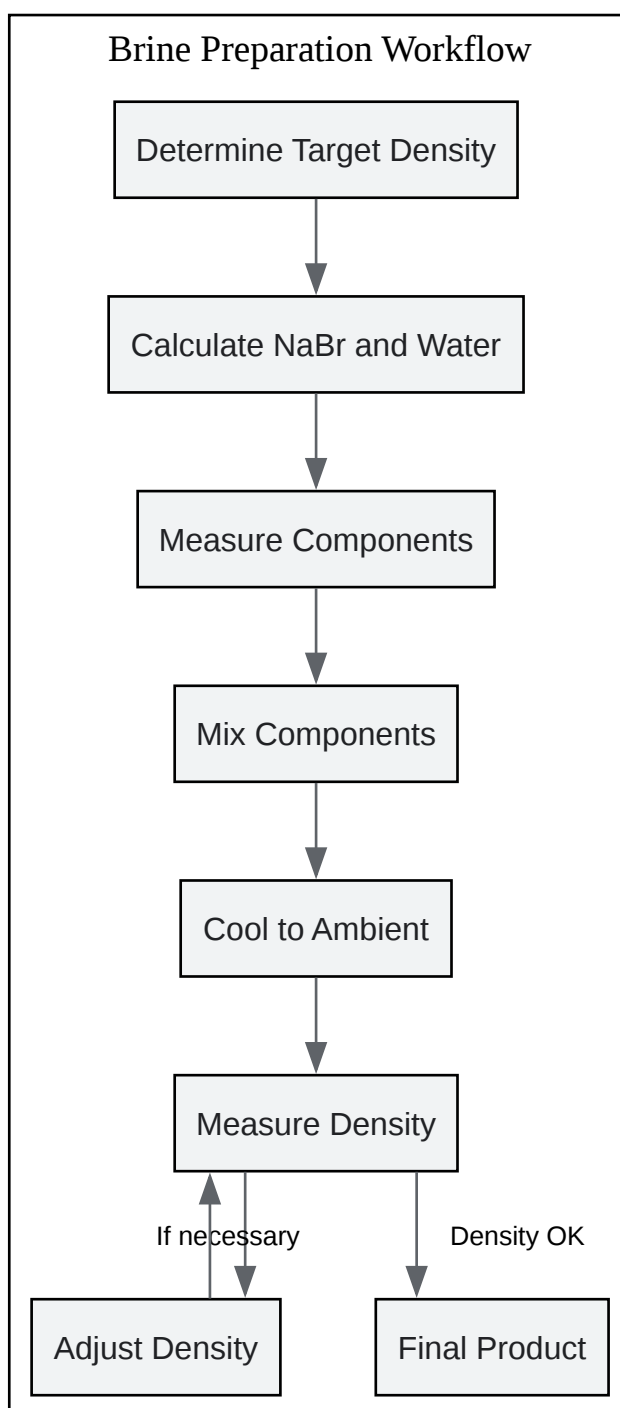 Brine Preparation Workflow
Determine Target Density
Calculate NaBr and Water
Measure Components
Mix Components
Cool to Ambient
Measure Density
If necessary
Density OK
Adjust Density
Final Product